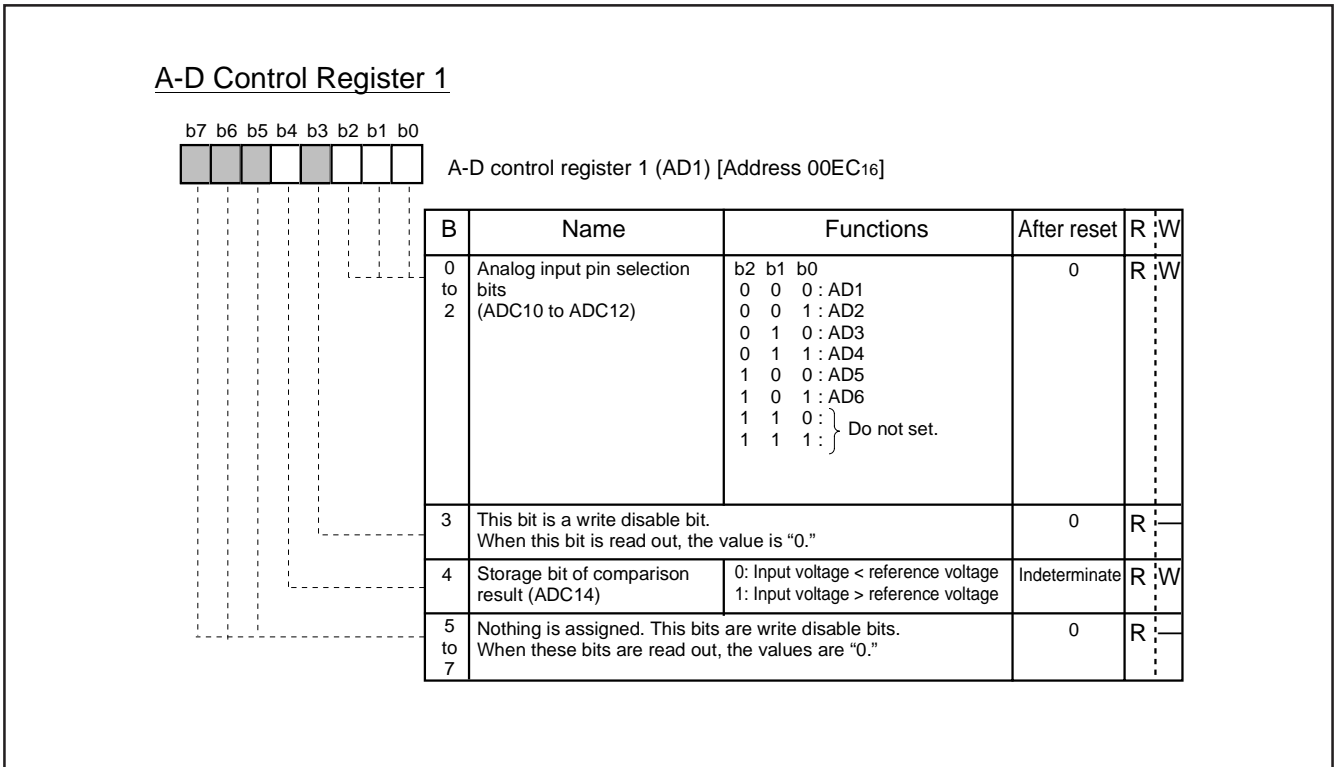 A-D Control Register 1
b7 b6 b5 b4 b3 b2 b1 b0
A-D control register 1 (AD1) [Address 00EC16]
B Name Functions After reset R W
0 to 2 Analog input pin selection bits (ADC10 to ADC12) b2 b1 b0 0 R W
0 0 0 : AD1
0 0 1 : AD2
0 1 0 : AD3
0 1 1 : AD4
1 0 0 : AD5
1 0 1 : AD6
1 1 0 :
1 1 1 : Do not set.
3 This bit is a write disable bit. 0 R —
When this bit is read out, the value is “0.”
4 Storage bit of comparison result (ADC14) 0: Input voltage < reference voltage Indeterminate R W
1: Input voltage > reference voltage
5 to 7 Nothing is assigned. This bits are write disable bits. 0 R —
When these bits are read out, the values are “0.”